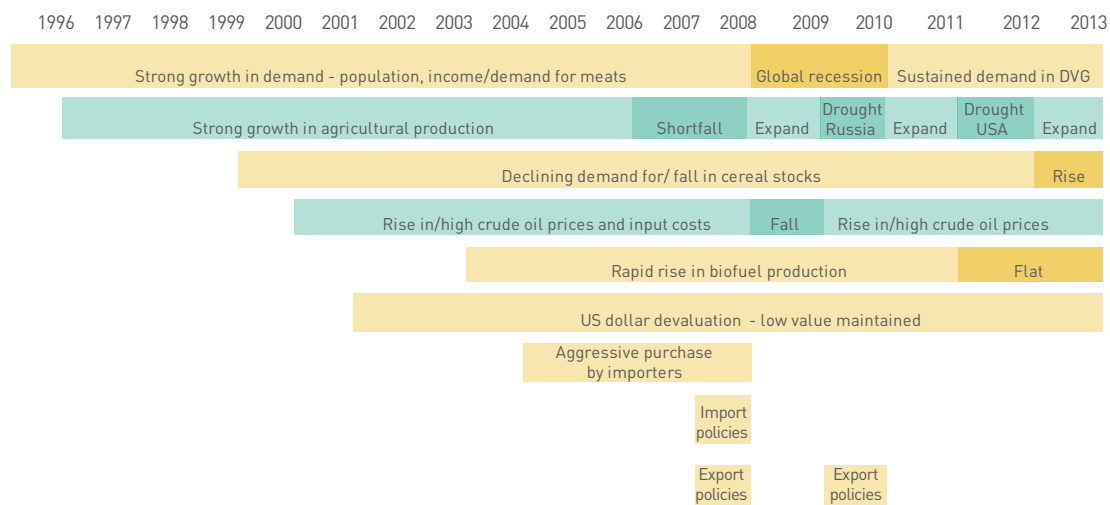 1996 1997 1998 1999 2000 2001 2002 2003 2004 2005 2006 2007 2008 2009 2010 2011 2012 2013
Strong growth in demand - population, income/demand for meats Global recession Sustained demand in DVG
Strong growth in agricultural production Shortfall Expand Drought Russia Expand Drought USA Expand
Declining demand for/ fall in cereal stocks Rise
Rise in/high crude oil prices and input costs Fall Rise in/high crude oil prices
Rapid rise in biofuel production Flat
US dollar devaluation - low value maintained
Aggressive purchase
by importers
Import
policies
Export
policies
Export
policies